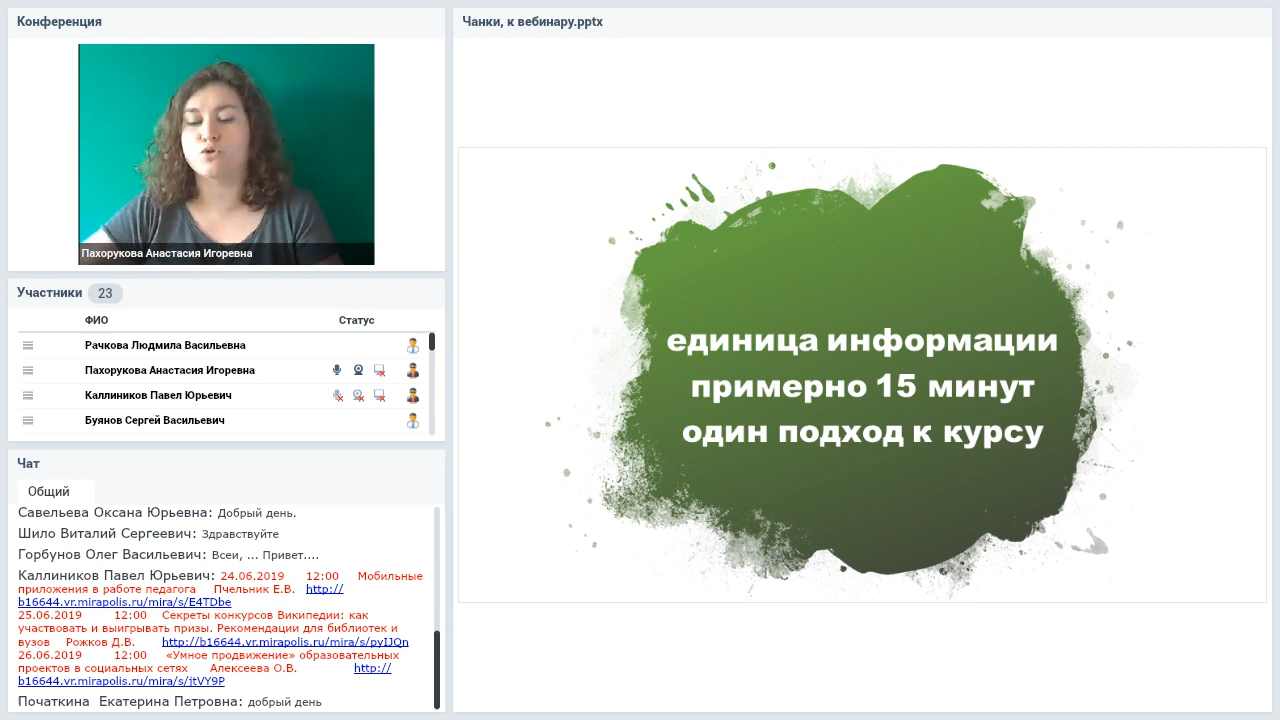 Конференция
Пахорукова Анастасия Игоревна
Участники 23
ФИО Статус
Рачкова Людмила Васильевна
Пахорукова Анастасия Игоревна
Каллиников Павел Юрьевич
Буянов Сергей Васильевич
Чат
Общий
Савельева Оксана Юрьевна: Добрый день.
Шило Виталий Сергеевич: Здравствуйте
Горбунов Олег Васильевич: Всеи, ... Привет....
Каллиников Павел Юрьевич: 24.06.2019 12:00 Мобильные
приложения в работе педагога Пчельник Е.В. http://
b16644.vr.mirapolis.ru/mira/s/E4TDbe
25.06.2019 12:00 Секреты конкурсов Википедии: как
участвовать и выигрывать призы. Рекомендации для библиотек и
вузов Рожков Д.В. http://b16644.vr.mirapolis.ru/mira/s/pyIJQn
26.06.2019 12:00 «Умное продвижение» образовательных
проектов в социальных сетях Алексеева О.В. http://
b16644.vr.mirapolis.ru/mira/s/jtVY9P
Початкина Екатерина Петровна: добрый день
Чанки, к вебинару.pptx
единица информации
примерно 15 минут
один подход к курсу